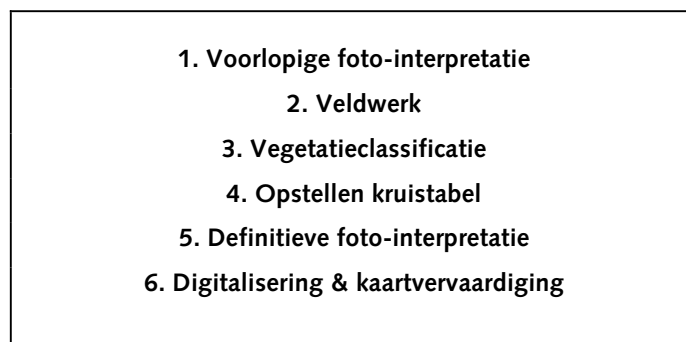 1. Voorlopige foto-interpretatie
2. Veldwerk
3. Vegetatieclassificatie
4. Opstellen kruistabel
5. Definitieve foto-interpretatie
6. Digitalisering & kaartvervaardiging